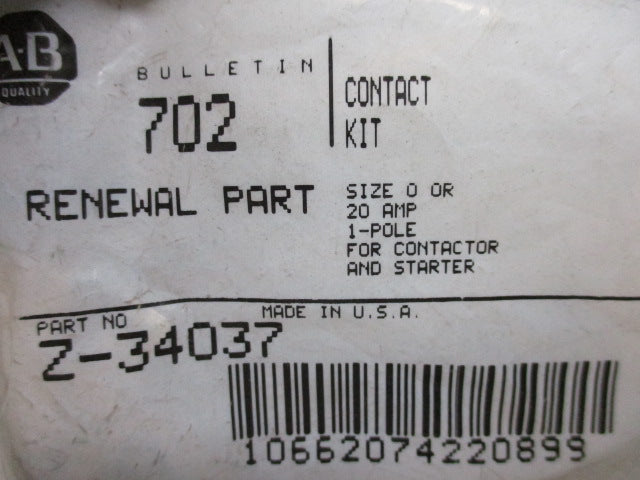 A-B
QUALITY
BULLETIN
702
CONTACT
KIT
RENEWAL PART
SIZE 0 OR
20 AMP
1-POLE
FOR CONTACTOR
AND STARTER
MADE IN U.S.A.
PART NO
Z-34037
10662074220899